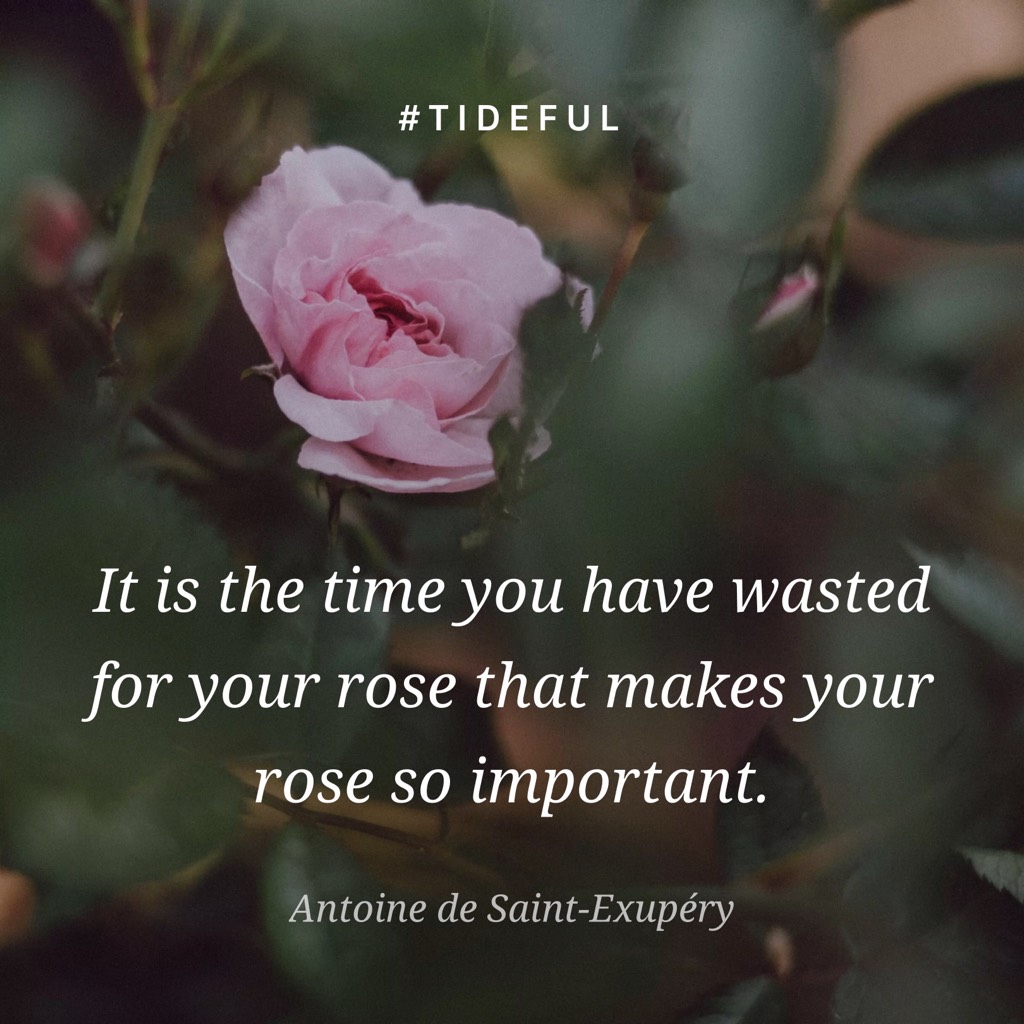 #TIDEFUL
It is the time you have wasted
for your rose that makes your
rose so important.
Antoine de Saint-Exupéry